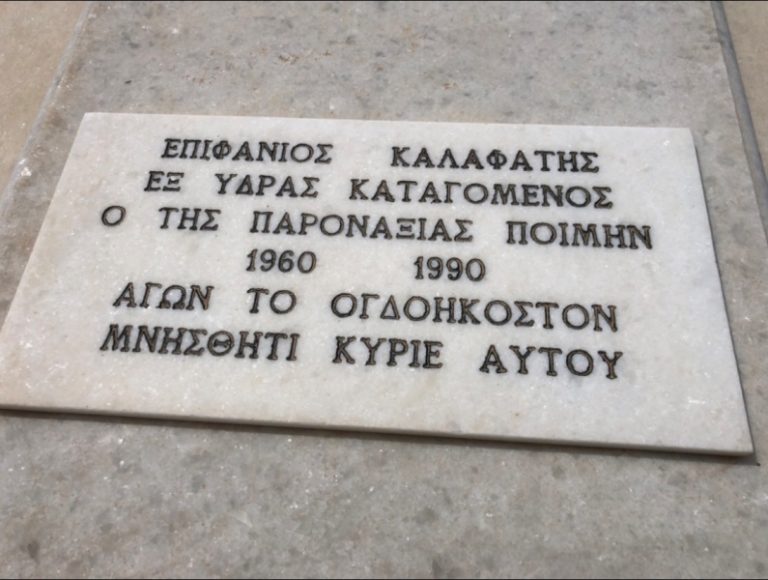 ΕΠΙΦΑΝΙΟΣ ΚΑΛΑΦΑΤΗΣ
ΕΞ ΥΔΡΑΣ ΚΑΤΑΓΟΜΕΝΟΣ
Ο ΤΗΣ ΠΑΡΟΝΑΞΙΑΣ ΠΟΙΜΗΝ
1960 1990
ΑΓΩΝ ΤΟ ΟΓΔΟΗΚΟΣΤΟΝ
ΜΝΗΣΘΗΤΙ ΚΥΡΙΕ ΑΥΤΟΥ